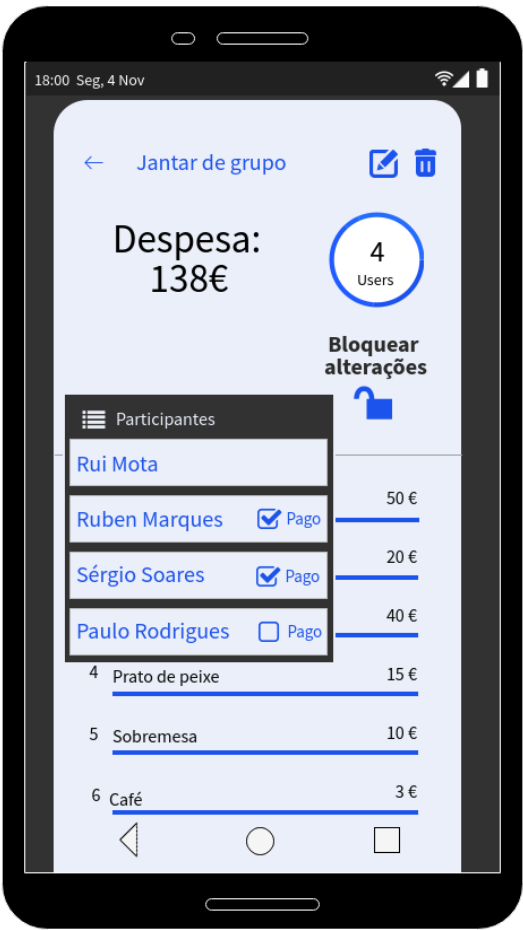 18:00 Seg, 4 Nov
Jantar de grupo
Despesa:
138€
4
Users
Bloquear
alterações
Participantes
Rui Mota
Ruben Marques Pago
50 €
Sérgio Soares Pago
20 €
Paulo Rodrigues Pago
40 €
4 Prato de peixe 15 €
5 Sobremesa 10 €
6 Café 3 €